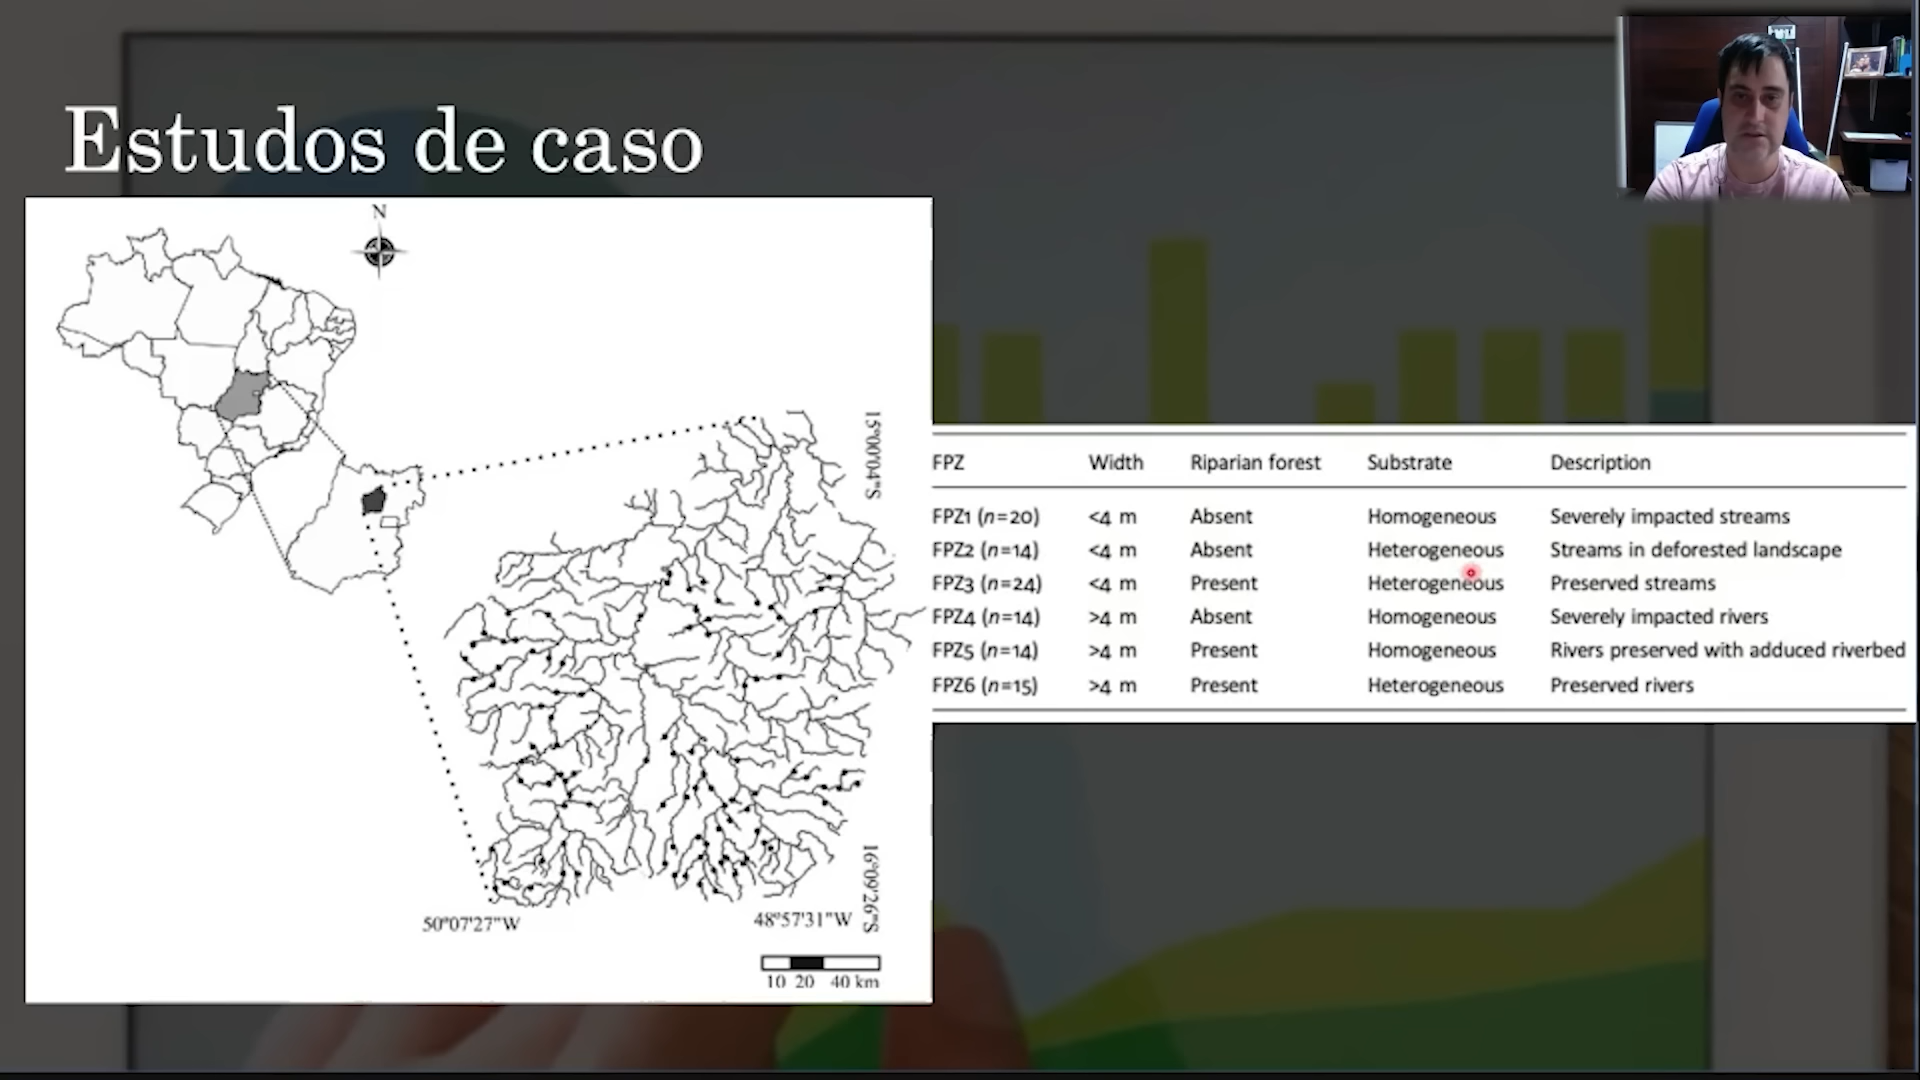 Estudos de caso
N
15°00'04"S
16°09'26"S
50°07'27"W
48°57'31"W
10 20 40 km
FPZ Width Riparian forest Substrate Description
FPZ1 (n=20) <4 m Absent Homogeneous Severely impacted streams
FPZ2 (n=14) <4 m Absent Heterogeneous Streams in deforested landscape
FPZ3 (n=24) <4 m Present Heterogeneous Preserved streams
FPZ4 (n=14) >4 m Absent Homogeneous Severely impacted rivers
FPZ5 (n=14) >4 m Present Homogeneous Rivers preserved with adduced riverbed
FPZ6 (n=15) >4 m Present Heterogeneous Preserved rivers